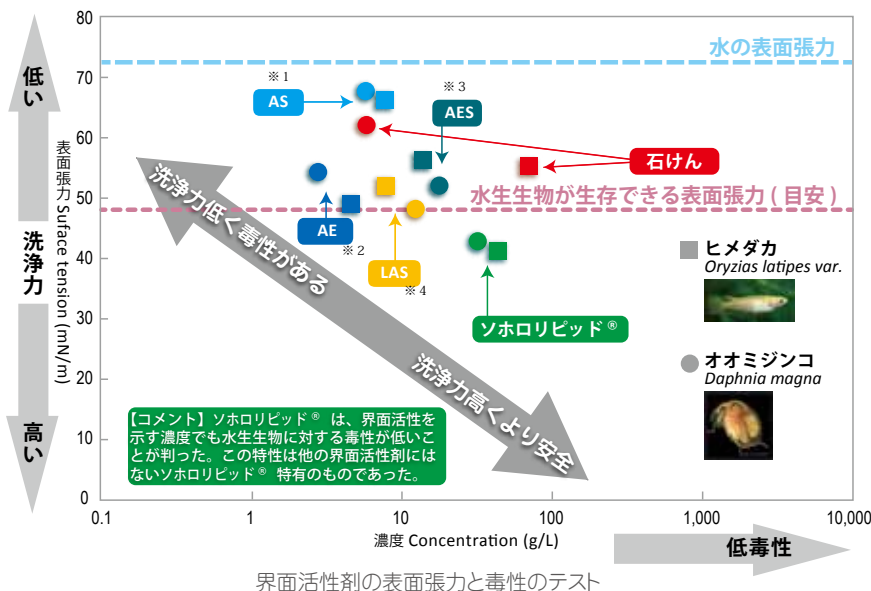 80
70
60
50
40
30
20
10
0
0.1
1
10
100
1,000
10,000
低い
洗浄力
高い
表面張力 Suface tension (mN/m)
水の表面張力
※1
AS
※3
AES
石けん
水生生物が生存できる表面張力 ( 目安 )
AE
※2
LAS
※4
ソホロリピッド®
洗浄力低く毒性がある
洗浄力高くより安全
ヒメダカ
Oryzias latipes var.
オオミジンコ
Daphnia magna
【コメント】ソホロリピッド® は、界面活性を
示す濃度でも水生生物に対する毒性が低いこ
とが判った。この特性は他の界面活性剤には
ないソホロリピッド® 特有のものであった。
濃度 Concentration (g/L)
低毒性
界面活性剤の表面張力と毒性のテスト